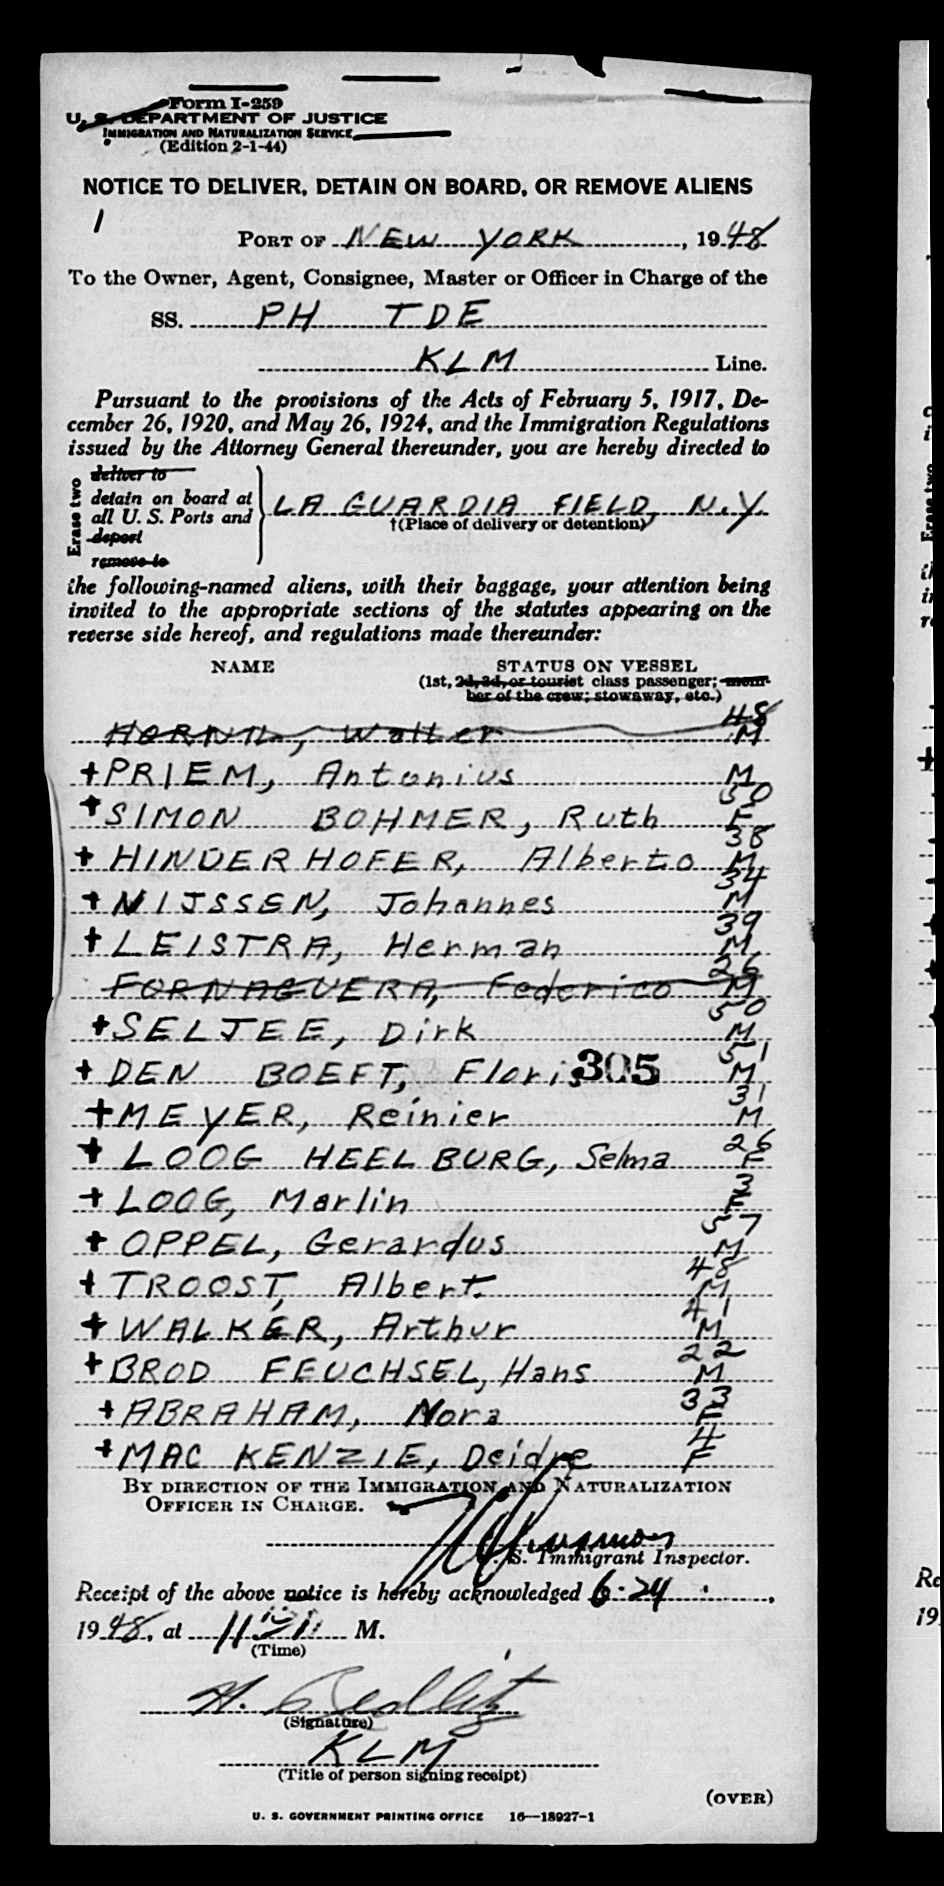 Form I-259
U. S. DEPARTMENT OF JUSTICE
IMMIGRATION AND NATURALIZATION SERVICE
(Edition 2-1-44)
NOTICE TO DELIVER, DETAIN ON BOARD, OR REMOVE ALIENS
1
PORT OF NEW YORK, 1948
To the Owner, Agent, Consignee, Master or Officer in Charge of the
SS. PH TDE
KLM Line.
Pursuant to the provisions of the Acts of February 5, 1917, De-
cember 26, 1920, and May 26, 1924, and the Immigration Regulations
issued by the Attorney General thereunder, you are hereby directed to
Erase two
deliver to
detain on board at
all U. S. Ports and
deport
remove to
LA GUARDIA FIELD, N.Y.
†(Place of delivery or detention)
the following-named aliens, with their baggage, your attention being
invited to the appropriate sections of the statutes appearing on the
reverse side hereof, and regulations made thereunder:
NAME STATUS ON VESSEL
(1st, 2d, 3d, or tourist class passenger; mem-
ber of the crew; stowaway, etc.)
Walter 48 M
+ PRIEM, Antonius M
+ SIMON BOHMER, Ruth 50 F
+ HINDERHOFER, Alberto 38 M
+ NIJSSEN, Johannes 34 M
+ LEISTRA, Herman 39 M
FORNAGUERA, Federico 26 M
+ SELJEE, Dirk 50 M
+ DEN BOEFT, Floris 305 51 M
+ MEYER, Reinier 31 M
+ LOOG HEELBURG, Selma 26 F
+ LOOG, Marlin 3 F
+ OPPEL, Gerardus 57 M
+ TROOST, Albert 48 M
+ WALKER, Arthur 41 M
+ BROD FEUCHSEL, Hans 22 M
+ ABRAHAM, Nora 33 F
+ MAC KENZIE, Deidre 4 F
BY DIRECTION OF THE IMMIGRATION AND NATURALIZATION
OFFICER IN CHARGE.
U. S. Immigrant Inspector.
Receipt of the above notice is hereby acknowledged 6-24,
1948, at M.
(Time)
H.
(Signature)
KLM
(Title of person signing receipt)
(OVER)
U. S. GOVERNMENT PRINTING OFFICE 16—18927-1